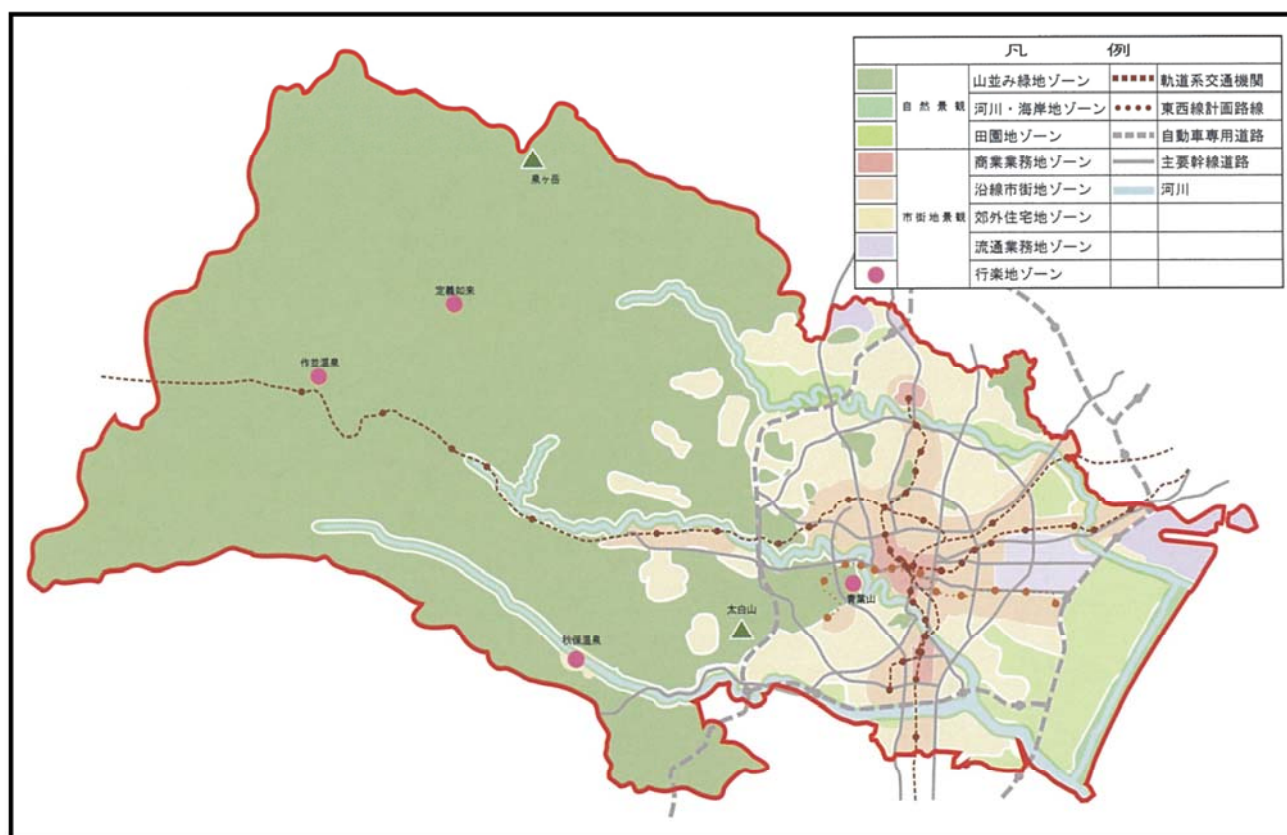 凡 例
自然景観
山並み緑地ゾーン
軌道系交通機関
河川・海岸地ゾーン
東西線計画路線
田園地ゾーン
自動車専用道路
市街地景観
商業業務地ゾーン
主要幹線道路
沿線市街地ゾーン
河川
郊外住宅地ゾーン
流通業務地ゾーン
行楽地ゾーン
泉ヶ岳
定義如来
作並温泉
青葉山
太白山
秋保温泉